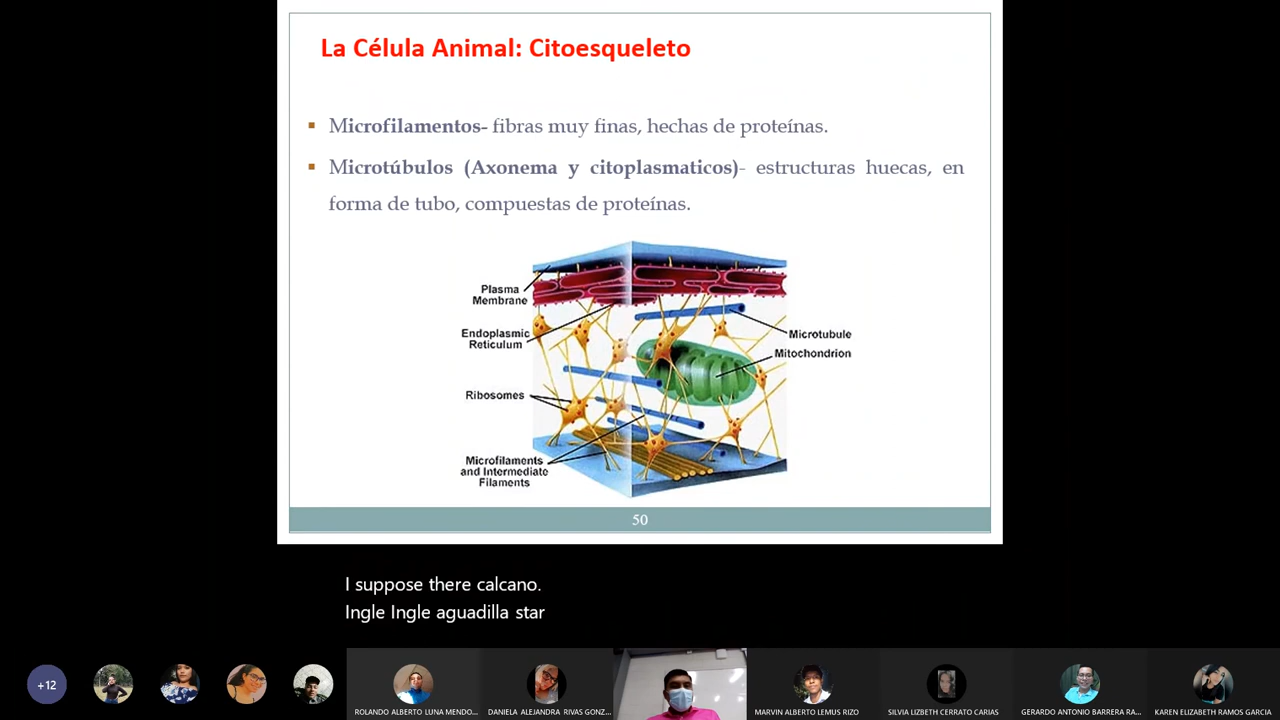 La Célula Animal: Citoesqueleto
Microfilamentos- fibras muy finas, hechas de proteínas.
Microtúbulos (Axonema y citoplasmaticos)- estructuras huecas, en
forma de tubo, compuestas de proteínas.
Plasma
Membrane
Endoplasmic
Reticulum
Ribosomes
Microfilaments
and Intermediate
Filaments
Microtubule
Mitochondrion
50
I suppose there calcano.
Ingle Ingle aguadilla star
+12
ROLANDO ALBERTO LUNA MENDO...
DANIELA ALEJANDRA RIVAS GONZ...
MARVIN ALBERTO LEMUS RIZO
SILVIA LIZBETH CERRATO CARIAS
GERARDO ANTONIO BARRERA RA...
KAREN ELIZABETH RAMOS GARCIA